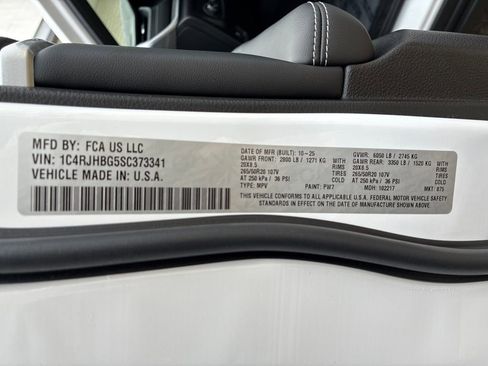 MFD BY: FCA US LLC
VIN: 1C4RJHBG5SC373341
VEHICLE MADE IN: U.S.A.
DATE OF MFR (BUILT): 10-25
GAWR FRONT: 2800 LB / 1271 KG
20X8.5
265/50R20 107V
AT 250 kPa / 36 PSI
TYPE: MPV
RIMS
TIRES
COLD
PAINT: PW7
GVWR: 6050 LB / 2745 KG
GAWR REAR: 3350 LB / 1520 KG
20X8.5
265/50R20 107V
AT 250 kPa / 36 PSI
MDH: 102217
RIMS
TIRES
COLD
MKT: 875
THIS VEHICLE CONFORMS TO ALL APPLICABLE U.S.A. FEDERAL MOTOR VEHICLE SAFETY
STANDARDS IN EFFECT ON THE DATE OF MANUFACTURE SHOWN ABOVE.